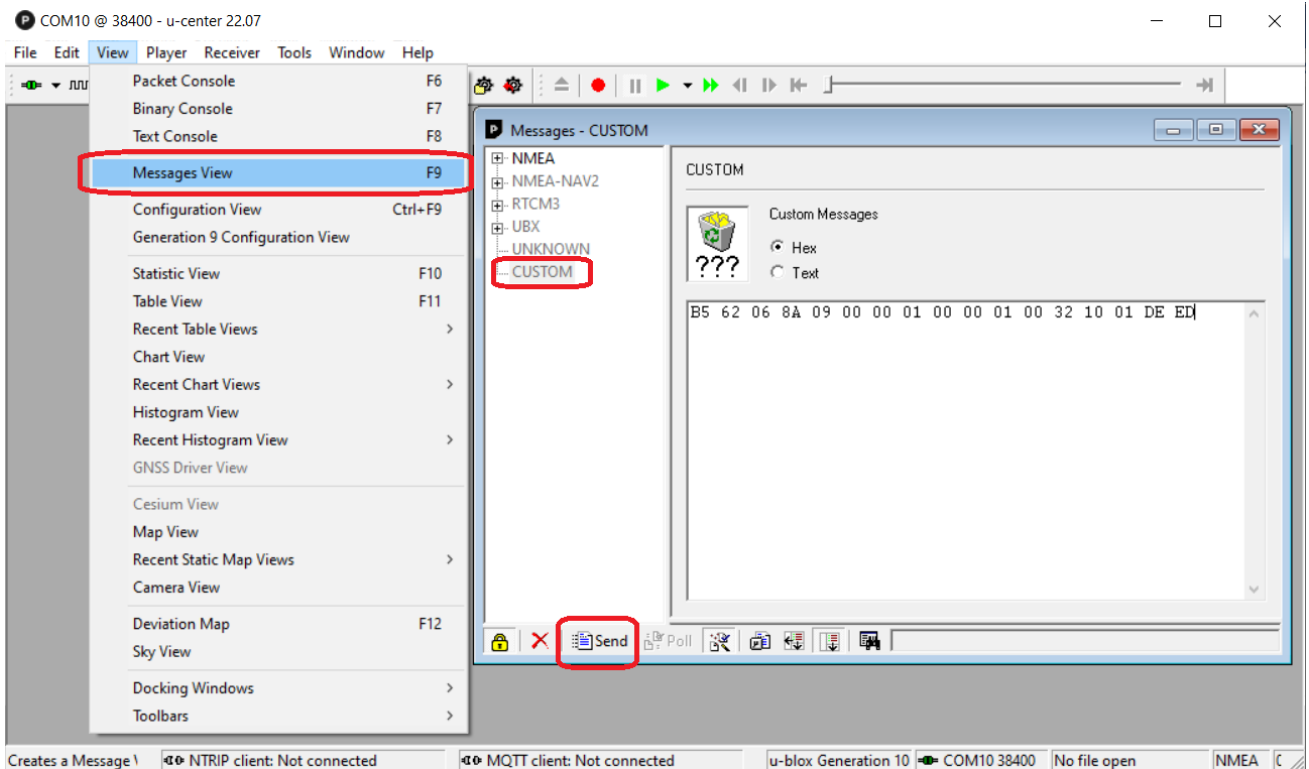 COM10 @ 38400 - u-center 22.07
File Edit View Player Receiver Tools Window Help
Packet Console F6
Binary Console F7
Text Console F8
Messages View F9
Configuration View Ctrl+F9
Generation 9 Configuration View
Statistic View F10
Table View F11
Recent Table Views
Chart View
Recent Chart Views
Histogram View
Recent Histogram View
GNSS Driver View
Cesium View
Map View
Recent Static Map Views
Camera View
Deviation Map F12
Sky View
Docking Windows
Toolbars
Messages - CUSTOM
NMEA
NMEA-NAV2
RTCM3
UBX
UNKNOWN
CUSTOM
CUSTOM
Custom Messages
Hex
Text
???
B5 62 06 8A 09 00 00 01 00 00 01 00 32 10 01 DE ED
Send Poll
Creates a Message NTRIP client: Not connected MQTT client: Not connected u-blox Generation 10 COM10 38400 No file open NMEA